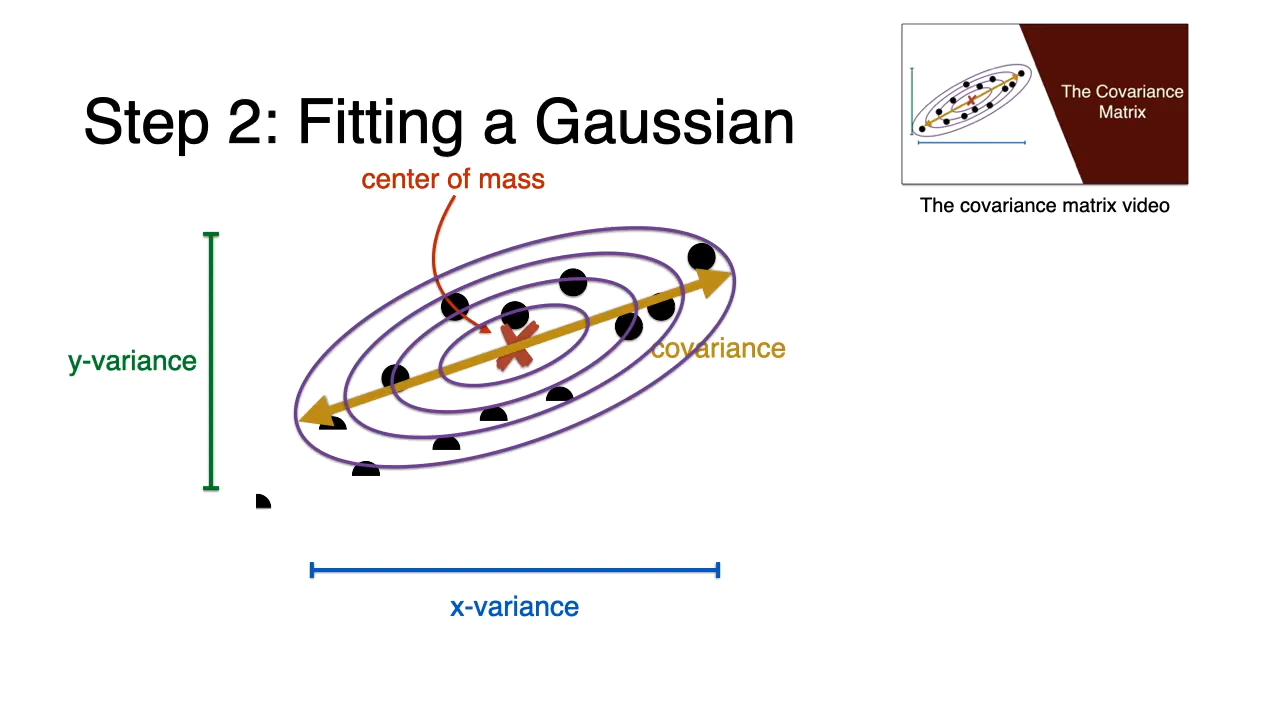 Step 2: Fitting a Gaussian
center of mass
The Covariance
Matrix
The covariance matrix video
y-variance
covariance
x-variance